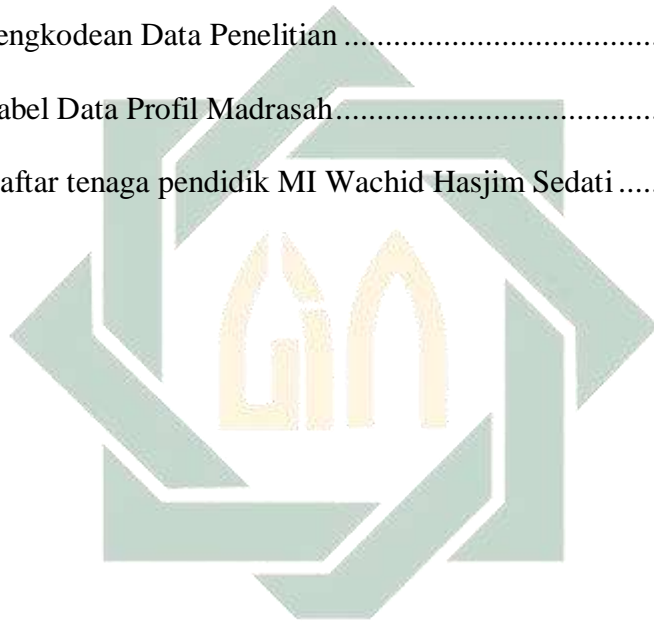 engkodean Data Penelitian ..................................
abel Data Profil Madrasah....................................
aftar tenaga pendidik MI Wachid Hasjim Sedati .....